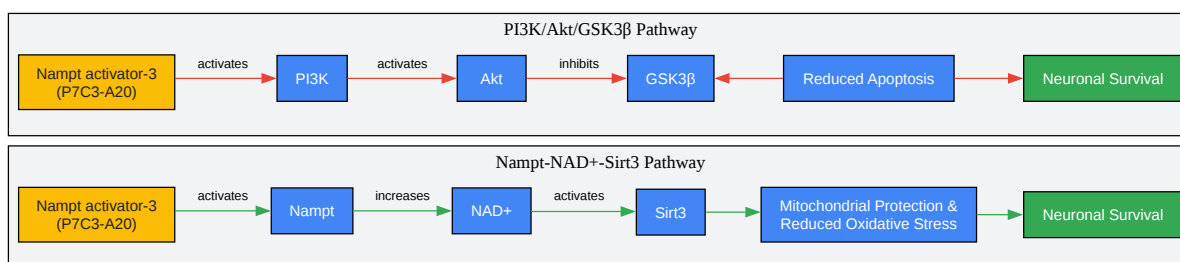 PI3K/Akt/GSK3β Pathway
Nampt activator-3
(P7C3-A20)
activates
PI3K
activates
Akt
inhibits
GSK3β
Reduced Apoptosis
Neuronal Survival
Nampt-NAD+-Sirt3 Pathway
Nampt activator-3
(P7C3-A20)
activates
Nampt
increases
NAD+
activates
Sirt3
Mitochondrial Protection &
Reduced Oxidative Stress
Neuronal Survival